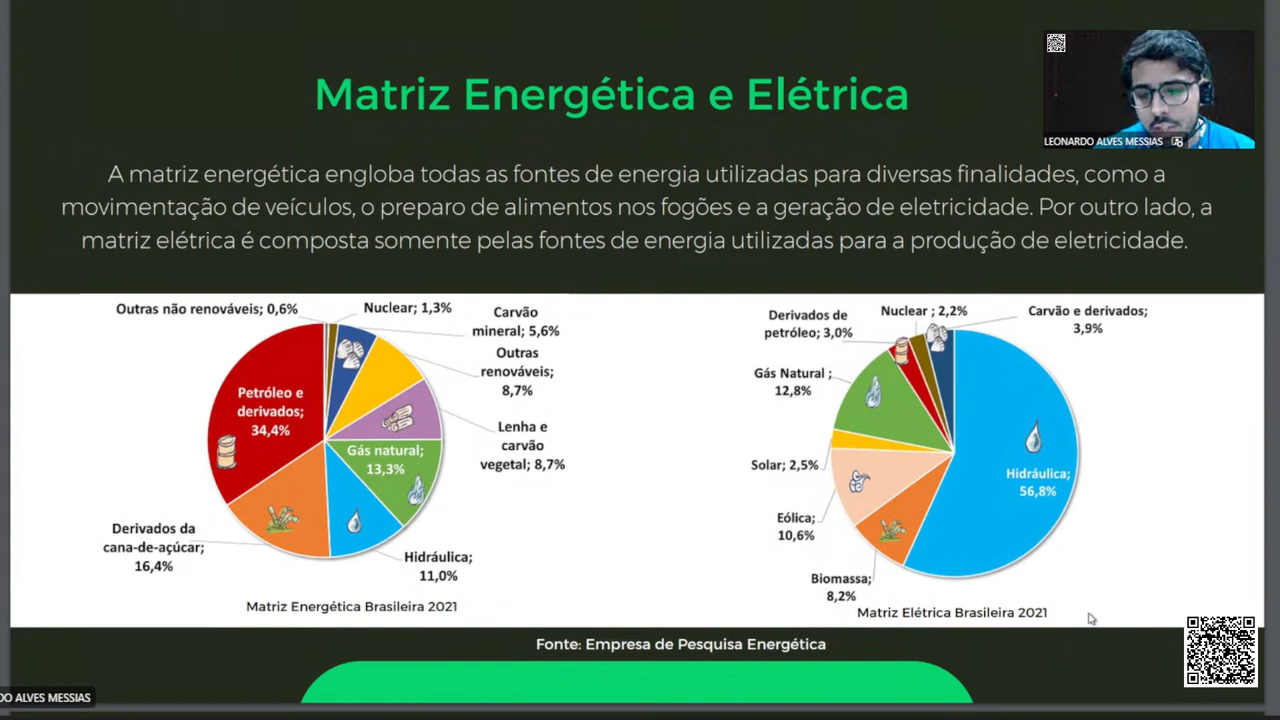 Matriz Energética e Elétrica
LEONARDO ALVES MESSIAS
A matriz energética engloba todas as fontes de energia utilizadas para diversas finalidades, como a
movimentação de veículos, o preparo de alimentos nos fogões e a geração de eletricidade. Por outro lado, a
matriz elétrica é composta somente pelas fontes de energia utilizadas para a produção de eletricidade.
Outras não renováveis; 0,6%
Nuclear; 1,3%
Carvão
mineral; 5,6%
Outras
renováveis;
8,7%
Petróleo e
derivados;
34,4%
Lenha e
carvão
vegetal; 8,7%
Gás natural;
13,3%
Derivados da
cana-de-açúcar;
16,4%
Hidráulica;
11,0%
Matriz Energética Brasileira 2021
Derivados de
petróleo; 3,0%
Nuclear ; 2,2%
Carvão e derivados;
3,9%
Gás Natural ;
12,8%
Solar; 2,5%
Hidráulica;
56,8%
Eólica;
10,6%
Biomassa;
8,2%
Matriz Elétrica Brasileira 2021
Fonte: Empresa de Pesquisa Energética
DO ALVES MESSIAS